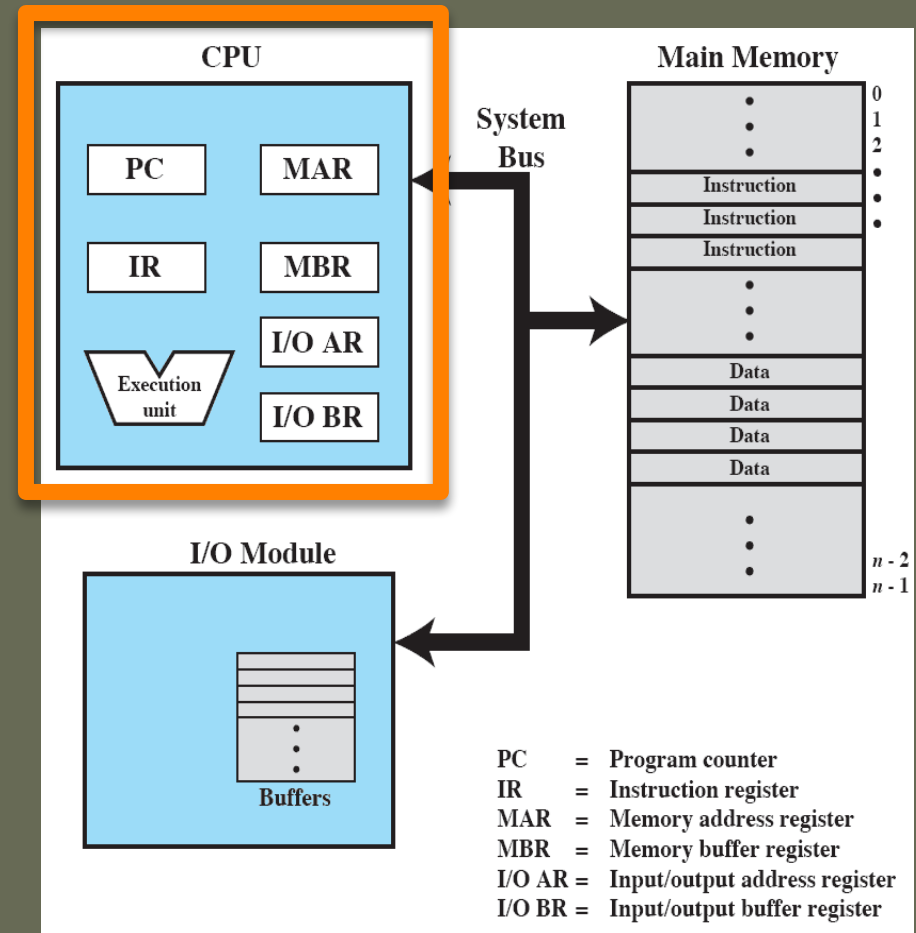 CPU
PC
MAR
IR
MBR
I/O AR
Execution
unit
I/O BR
System
Bus
Main Memory
0
1
2
Instruction
Instruction
Instruction
Data
Data
Data
Data
n - 2
n - 1
I/O Module
Buffers
PC = Program counter
IR = Instruction register
MAR = Memory address register
MBR = Memory buffer register
I/O AR = Input/output address register
I/O BR = Input/output buffer register